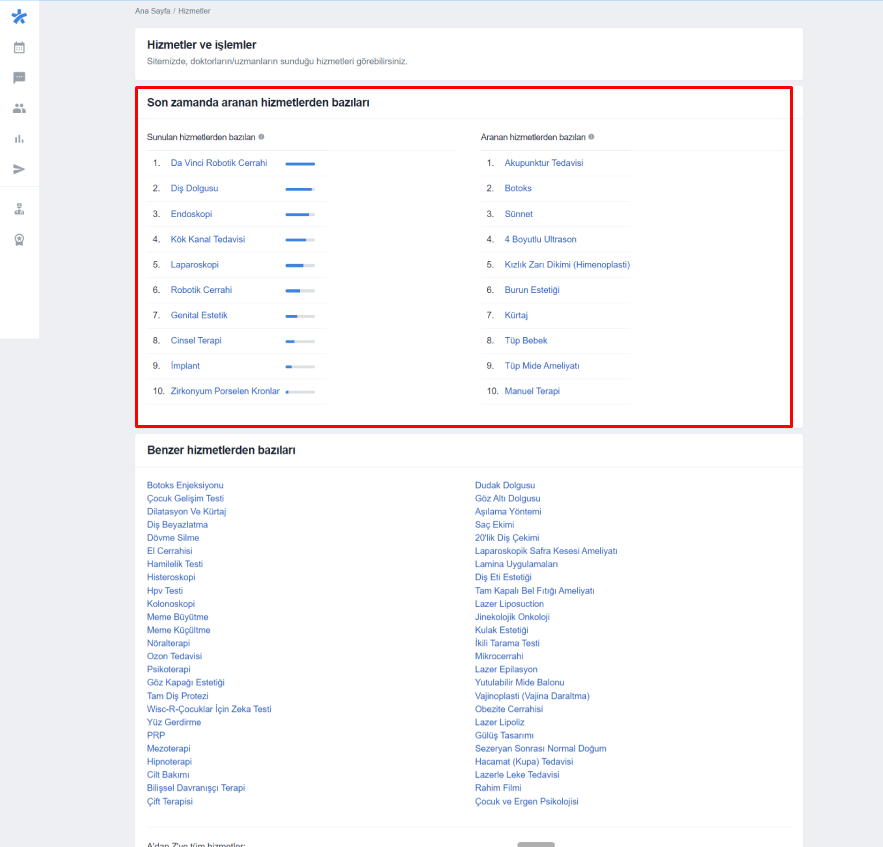 Ana Sayfa / Hizmetler
Hizmetler ve işlemler
Sitemizde, doktorların/uzmanların sunduğu hizmetleri görebilirsiniz.
Son zamanda aranan hizmetlerden bazıları
Sunulan hizmetlerden bazıları
1. Da Vinci Robotik Cerrahi
2. Diş Dolgusu
3. Endoskopi
4. Kök Kanal Tedavisi
5. Laparoskopi
6. Robotik Cerrahi
7. Genital Estetik
8. Cinsel Terapi
9. İmplant
10. Zirkonyum Porselen Kronlar
Aranan hizmetlerden bazıları
1. Akupunktur Tedavisi
2. Botoks
3. Sünnet
4. 4 Boyutlu Ultrason
5. Kızlık Zarı Dikimi (Himenoplasti)
6. Burun Estetiği
7. Kürtaj
8. Tüp Bebek
9. Tüp Mide Ameliyatı
10. Manuel Terapi
Benzer hizmetlerden bazıları
Botoks Enjeksiyonu
Çocuk Gelişim Testi
Dilatasyon Ve Kürtaj
Diş Beyazlatma
Dövme Silme
El Cerrahisi
Hamilelik Testi
Histeroskopi
Hpv Testi
Kolonoskopi
Meme Büyütme
Meme Küçültme
Nöralterapi
Ozon Tedavisi
Psikoterapi
Göz Kapağı Estetiği
Tam Diş Protezi
Wisc-R-Çocuklar İçin Zeka Testi
Yüz Gerdirme
PRP
Mezoterapi
Hipnoterapi
Cilt Bakımı
Bilişsel Davranışçı Terapi
Çift Terapisi
Dudak Dolgusu
Göz Altı Dolgusu
Aşılama Yöntemi
Saç Ekimi
20'lik Diş Çekimi
Laparoskopik Safra Kesesi Ameliyatı
Lamina Uygulamaları
Diş Eti Estetiği
Tam Kapalı Bel Fıtığı Ameliyatı
Lazer Liposuction
Jinekolojik Onkoloji
Kulak Estetiği
İkili Tarama Testi
Mikrocerrahi
Lazer Epilasyon
Yutulabilir Mide Balonu
Vajinoplasti (Vajina Daraltma)
Obezite Cerrahisi
Lazer Lipoliz
Gülüş Tasarımı
Sezeryan Sonrası Normal Doğum
Hacamat (Kupa) Tedavisi
Lazerle Leke Tedavisi
Rahim Filmi
Çocuk ve Ergen Psikolojisi
A'dan Z'ye tüm hizmetler: